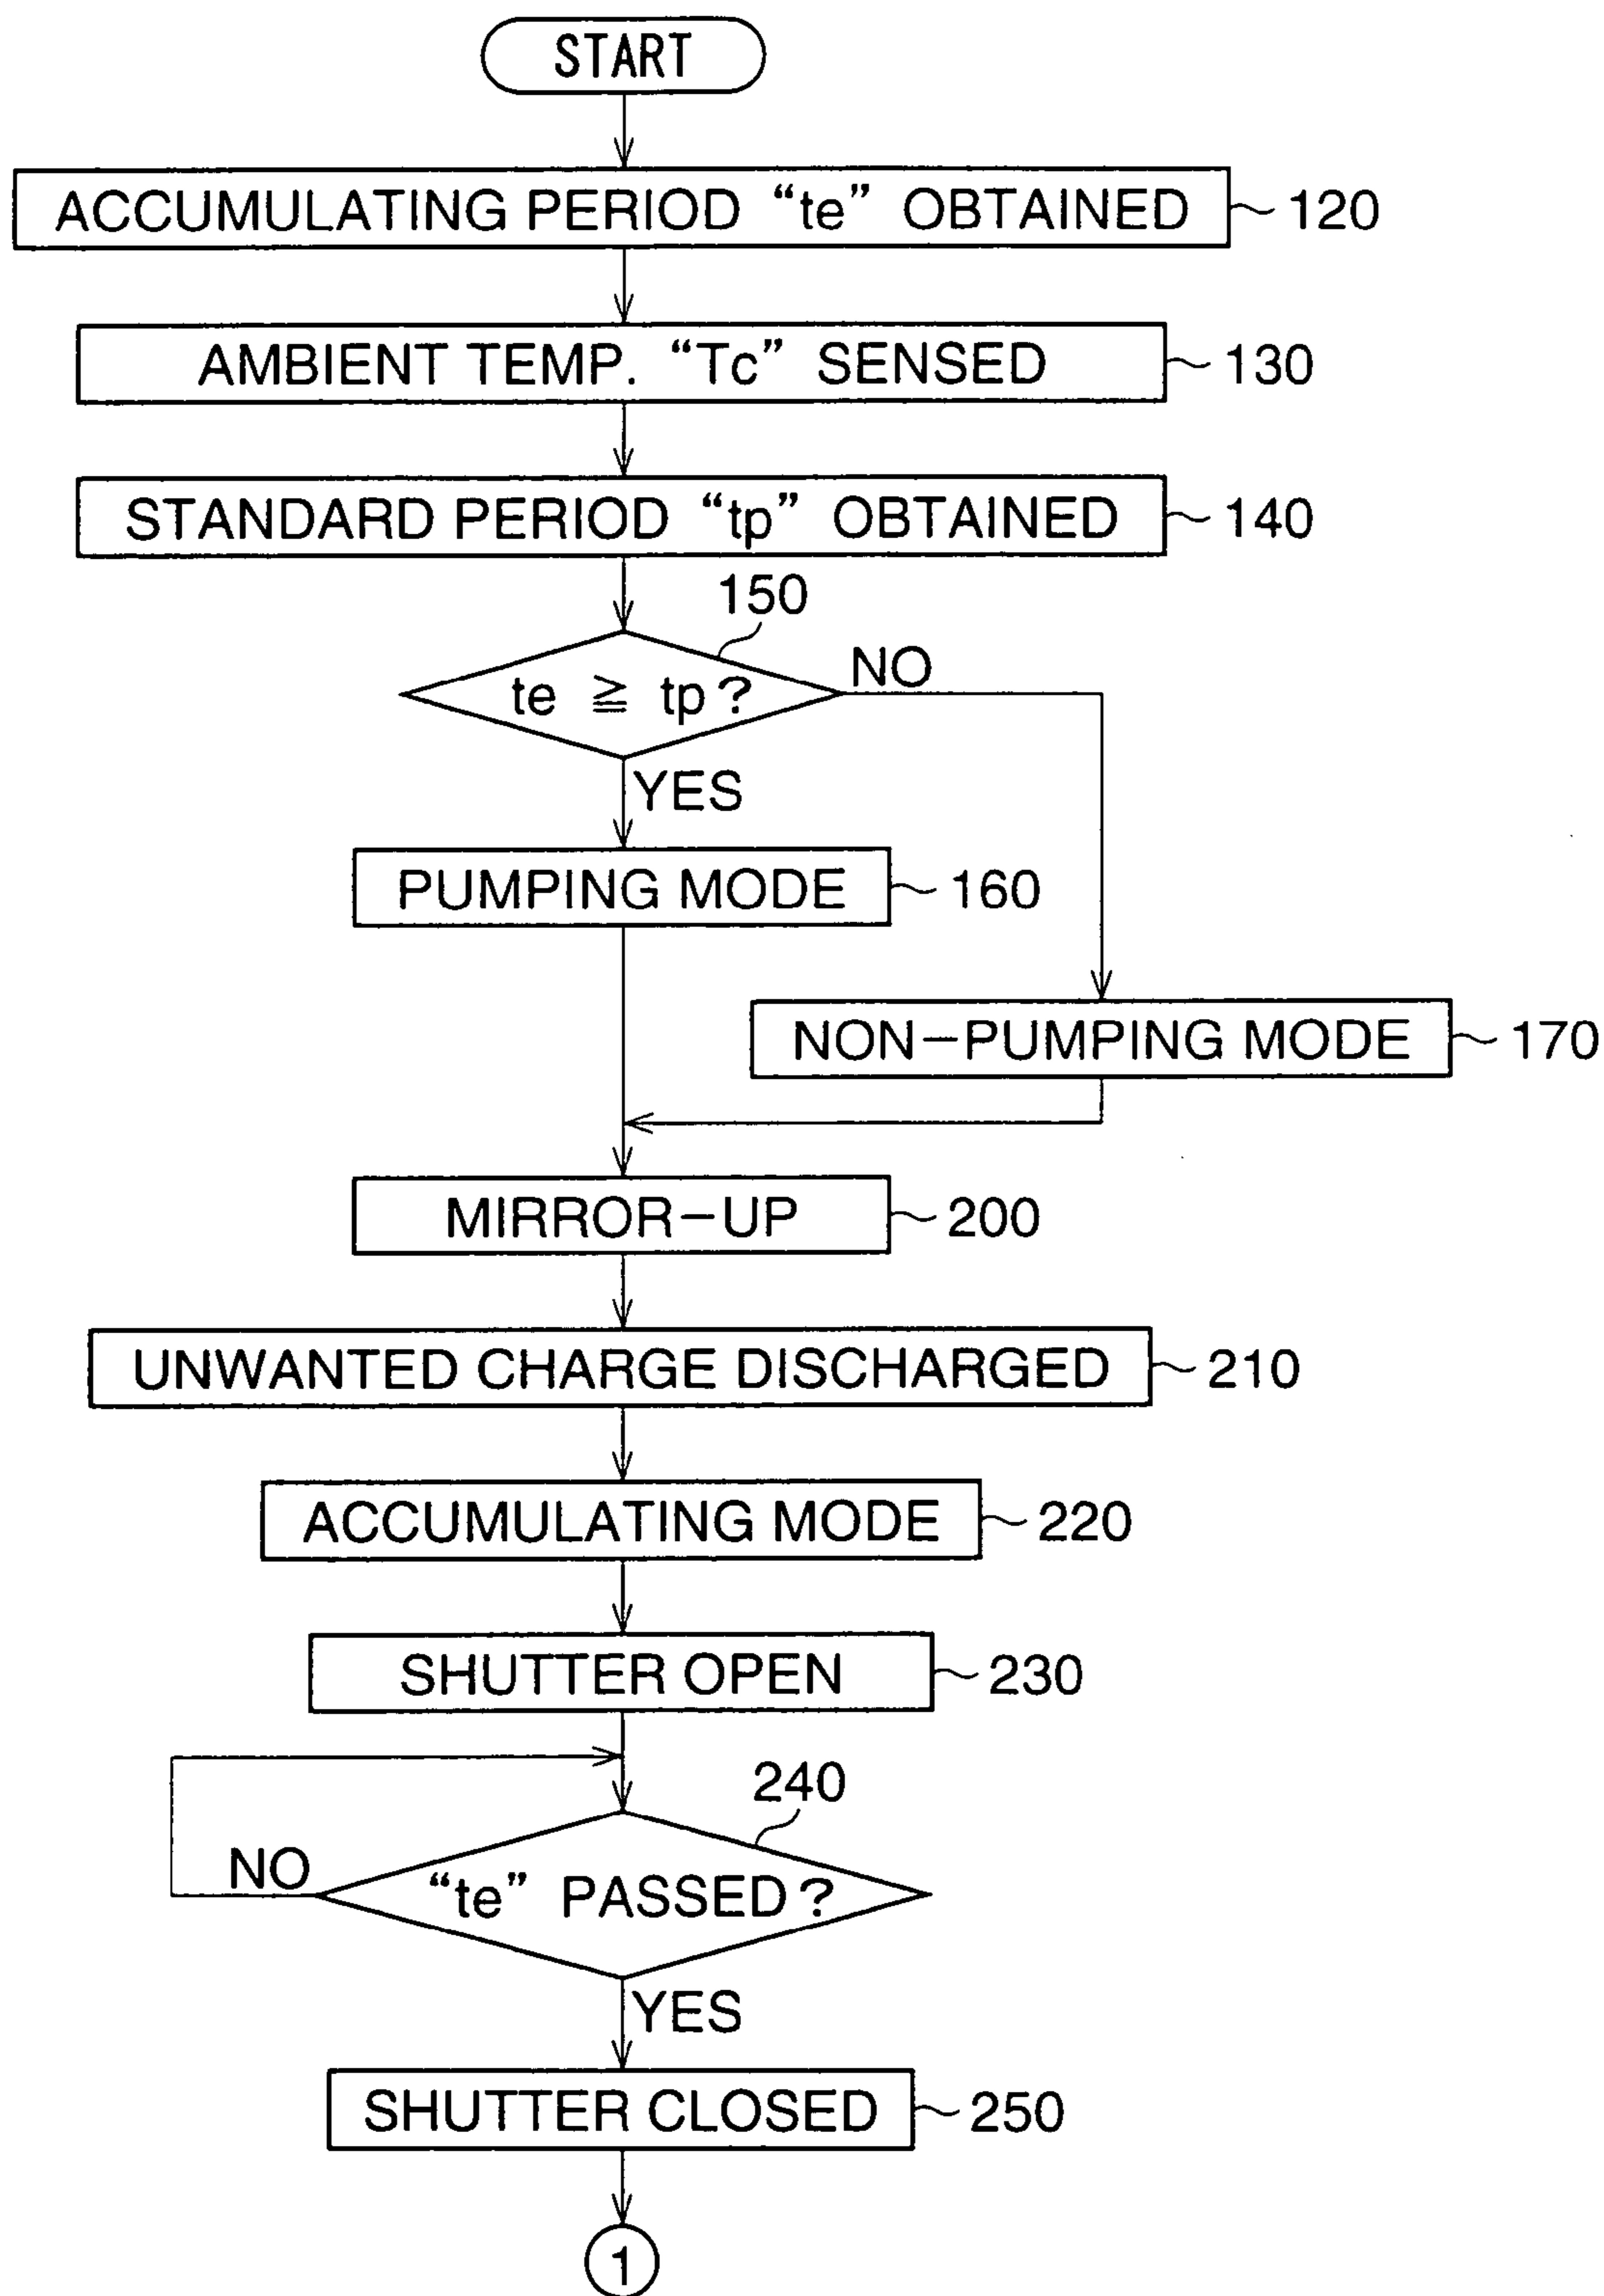 START
ACCUMULATING PERIOD “te” OBTAINED 120
AMBIENT TEMP. “Tc” SENSED 130
STANDARD PERIOD “tp” OBTAINED 140
150
te ≧ tp?
NO
YES
PUMPING MODE 160
NON-PUMPING MODE 170
MIRROR-UP 200
UNWANTED CHARGE DISCHARGED 210
ACCUMULATING MODE 220
SHUTTER OPEN 230
240
NO
“te” PASSED?
YES
SHUTTER CLOSED 250
1